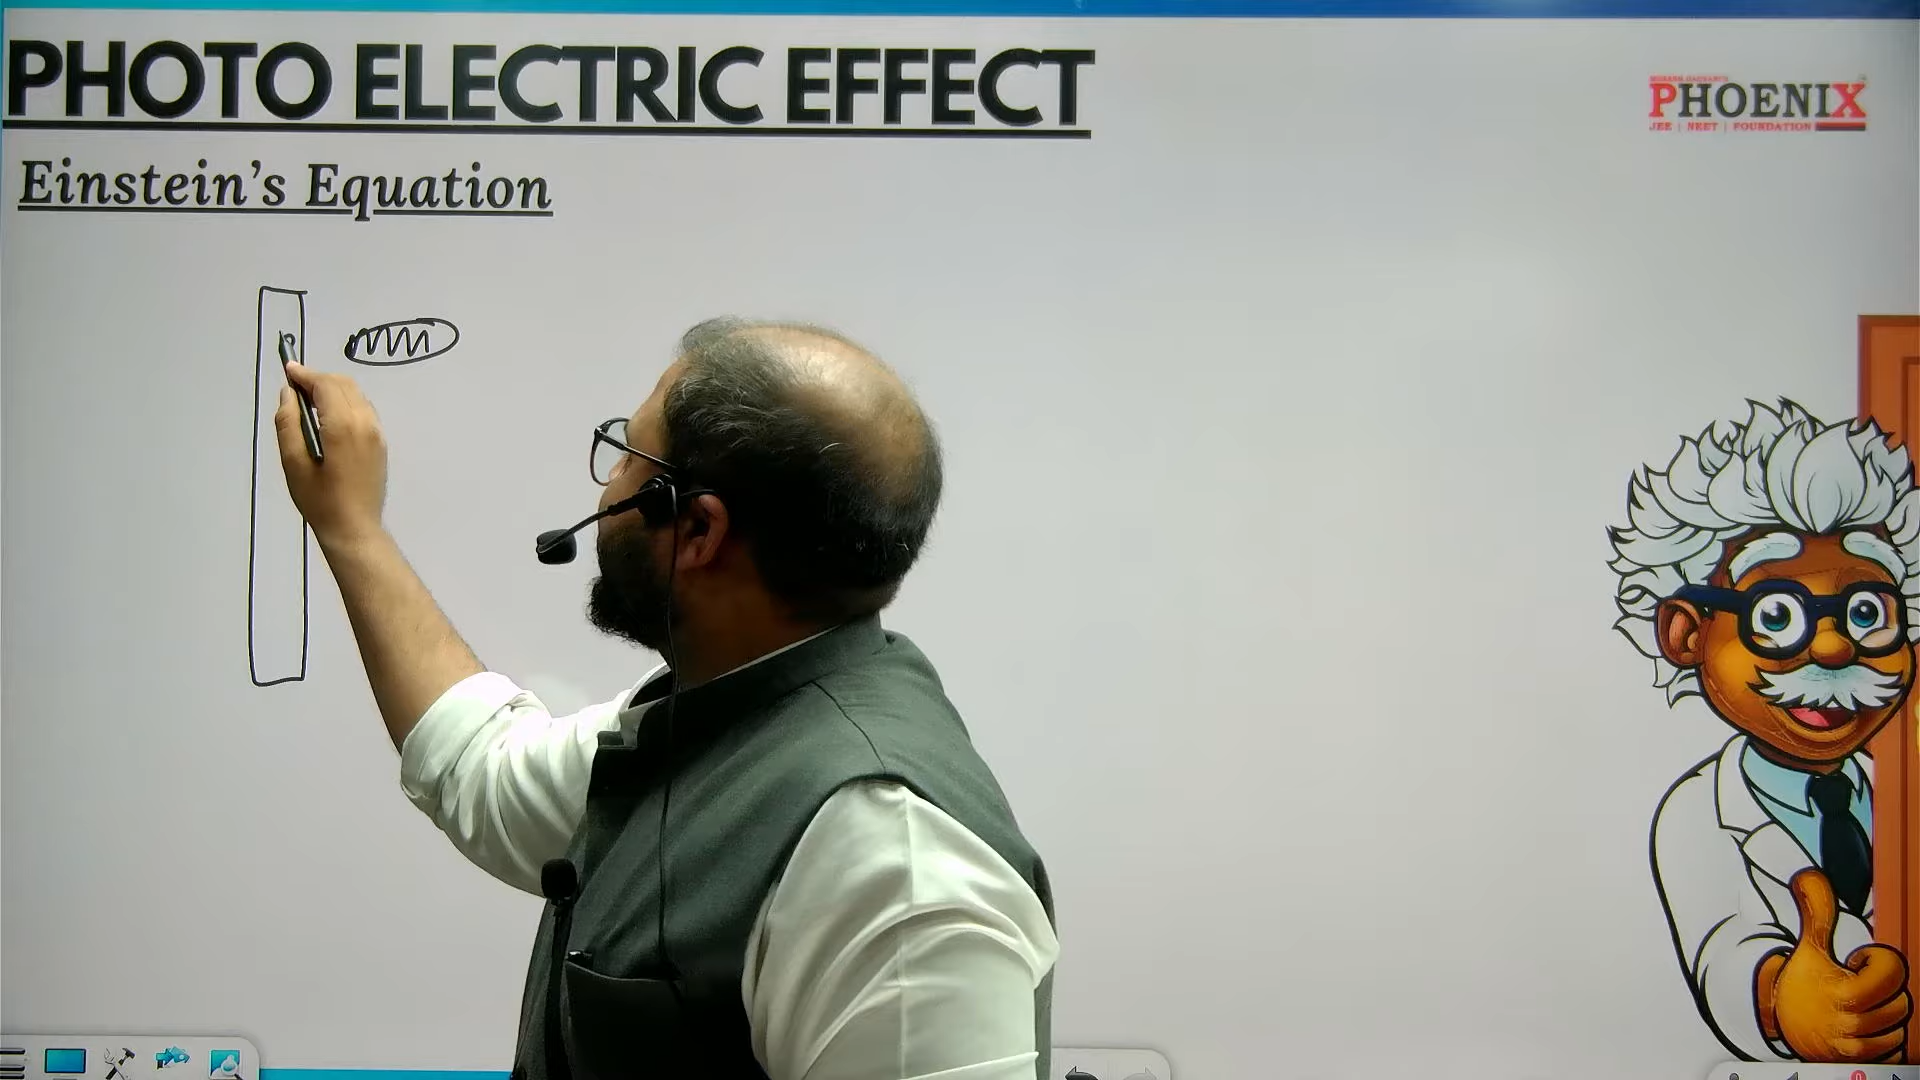 PHOTO ELECTRIC EFFECT
PHOENIX
JEE | NEET | FOUNDATION
Einstein's Equation